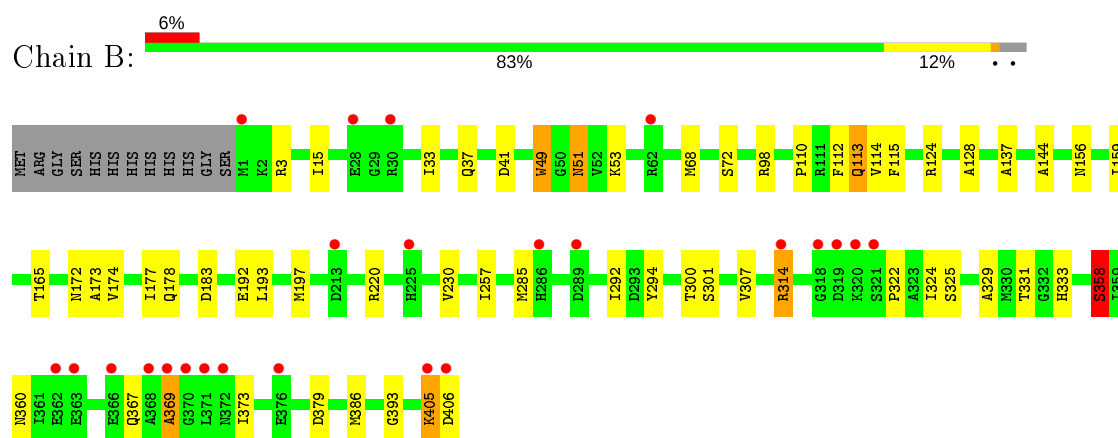 6%
Chain B:
83% 12% • •
MET ARG GLY SER HIS HIS HIS HIS HIS HIS GLY SER M1 K2 R3 I15 E28 G29 R30 I33 Q37 D41 W49 G50 N51 V52 K53 R62 M68 S72 R98 P110 R111 F112 Q113 V114 F115 R124 A128 A137 A144 N156 I159
T165 N172 A173 V174 I177 Q178 D183 E192 L193 M197 D213 R220 H225 V230 I257 M285 H286 D289 I292 D293 Y294 T300 S301 V307 R314 G318 D319 K320 S321 P322 A323 I324 S325 A329 M330 T331 G332 H333 S358 I359
N360 I361 E362 E363 E366 Q367 A368 A369 G370 L371 N372 I373 E376 D379 M386 G393 K405 D406